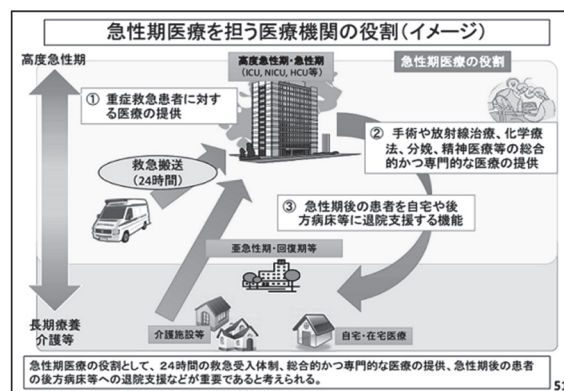 急性期医療を担う医療機関の役割(イメージ)
高度急性期
高度急性期・急性期
(ICU, NICU, HCU等)
急性期医療の役割
① 重症救急患者に対す
る医療の提供
② 手術や放射線治療、化学療
法、分娩、精神医療等の総合
的かつ専門的な医療の提供
救急搬送
(24時間)
③ 急性期後の患者を自宅や後
方病床等に退院支援する機能
亜急性期・回復期等
長期療養
介護等
介護施設等
自宅・在宅医療
急性期医療の役割として、24時間の救急受入体制、総合的かつ専門的な医療の提供、急性期後の患者
の後方病床等への退院支援などが重要であると考えられる。
51